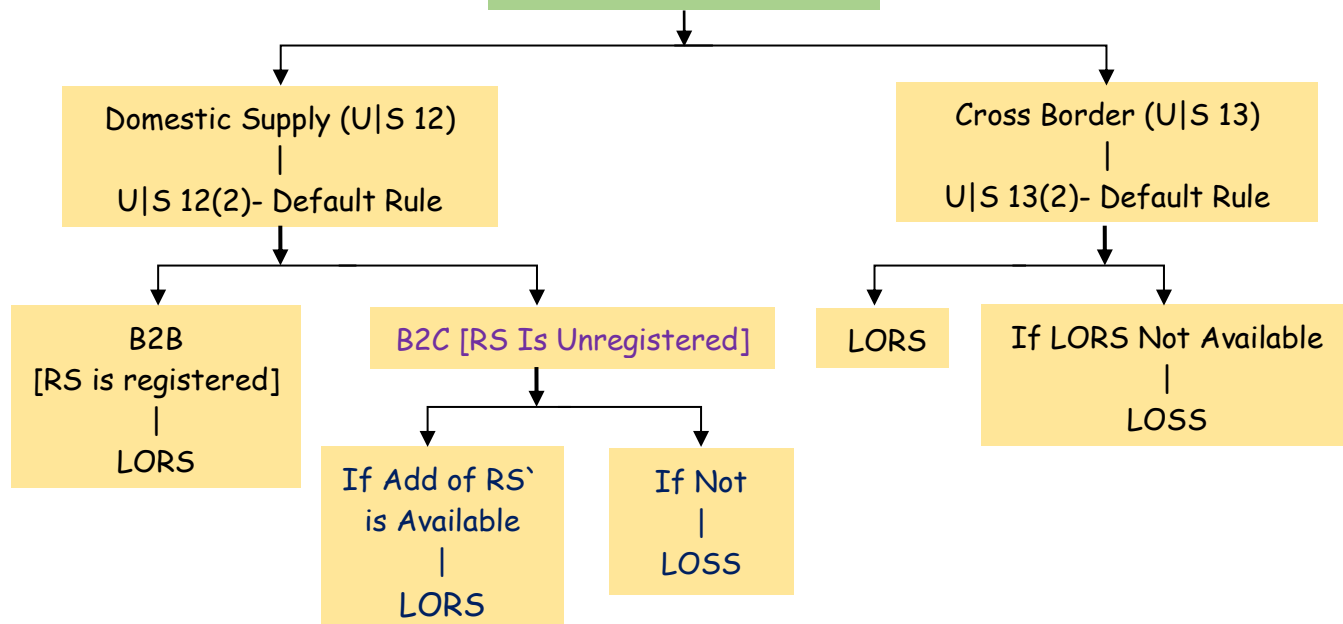 Domestic Supply (U|S 12)
|
U|S 12(2)- Default Rule
Cross Border (U|S 13)
|
U|S 13(2)- Default Rule
B2B
[RS is registered]
|
LORS
B2C [RS Is Unregistered]
If Add of RS`
is Available
|
LORS
If Not
|
LOSS
LORS
If LORS Not Available
|
LOSS